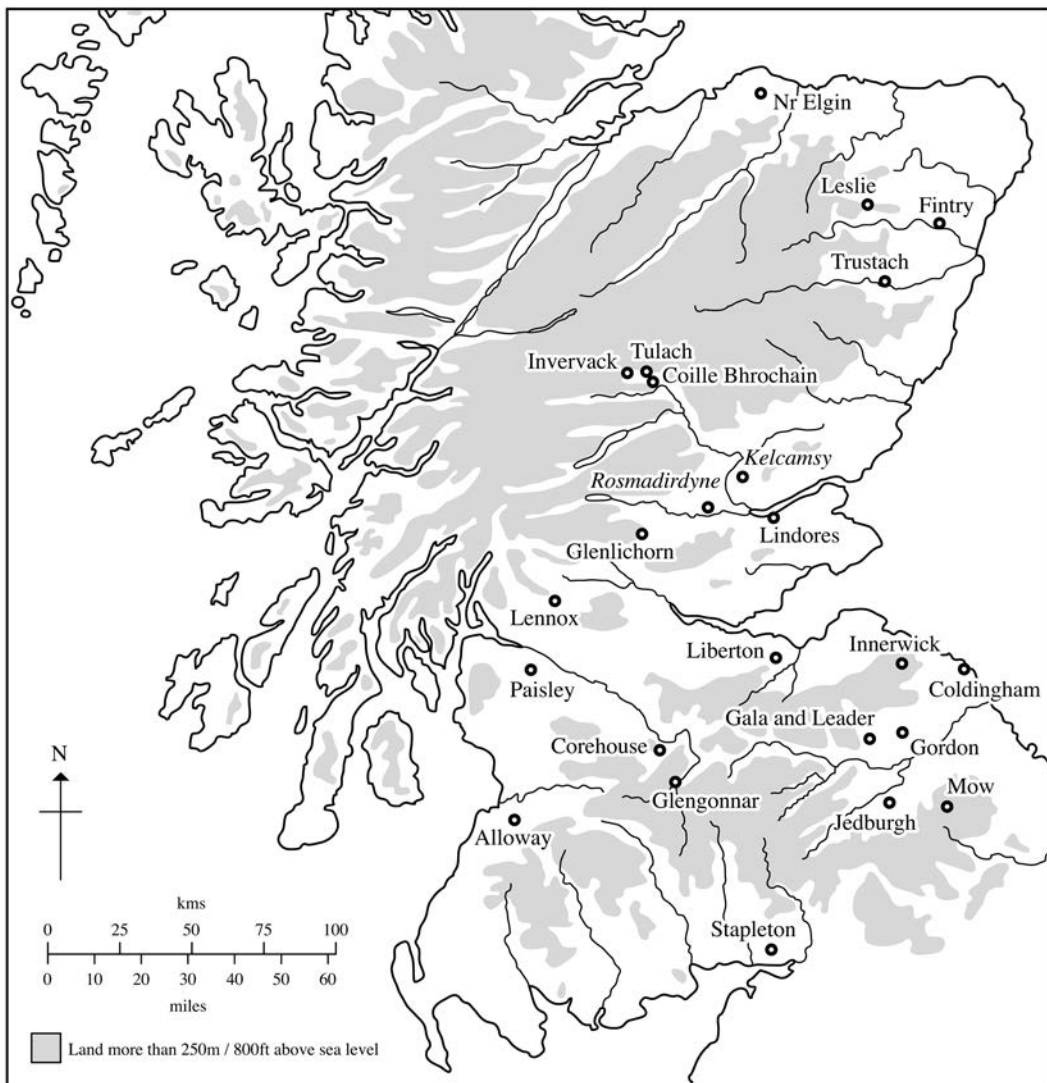 Nr Elgin
Leslie
Fintry
Trustach
Tulach
Invervack
Coille Bhrochain
Kelcamsy
Rosmadirdyne
Lindores
Glenlichorn
Lennox
Liberton
Innerwick
Paisley
Coldingham
Gala and Leader
Gordon
Corehouse
N
Glengonnar
Mow
Jedburgh
Alloway
kms
0 25 50 75 100
Stapleton
0 10 20 30 40 50 60
miles
Land more than 250m / 800ft above sea level